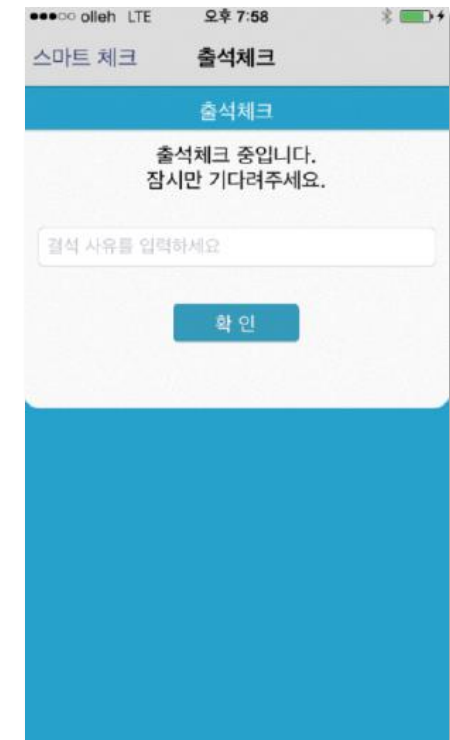 olleh LTE 오후 7:58
스마트 체크 출석체크
출석체크
출석체크 중입니다.
잠시만 기다려주세요.
결석 사유를 입력하세요
확 인